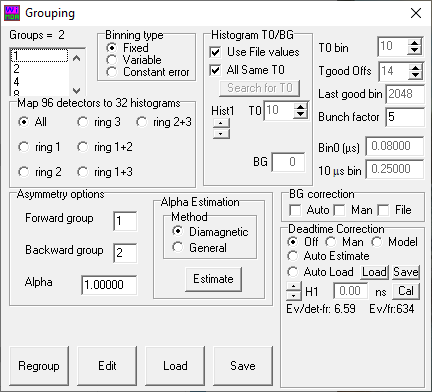 WiMDA
Grouping
Groups = 2
1
2
4
8
Binning type
Fixed
Variable
Constant error
Histogram T0/BG
Use File values
All Same T0
Search for T0
Hist1 T0 10
BG 0
T0 bin 10
Tgood Offs 14
Last good bin 2048
Bunch factor 5
Bin0 (µs) 0.08000
10 µs bin 0.25000
Map 96 detectors to 32 histograms
All ring 3 ring 2+3
ring 1 ring 1+2
ring 2 ring 1+3
Asymmetry options
Forward group 1
Backward group 2
Alpha 1.00000
Alpha Estimation
Method
Diamagnetic
General
Estimate
BG correction
Auto Man File
Deadtime Correction
Off Man Model
Auto Estimate
Auto Load Load Save
H1 0.00 ns Cal
Ev/det-fr: 6.59 Ev/fr:634
Regroup Edit Load Save